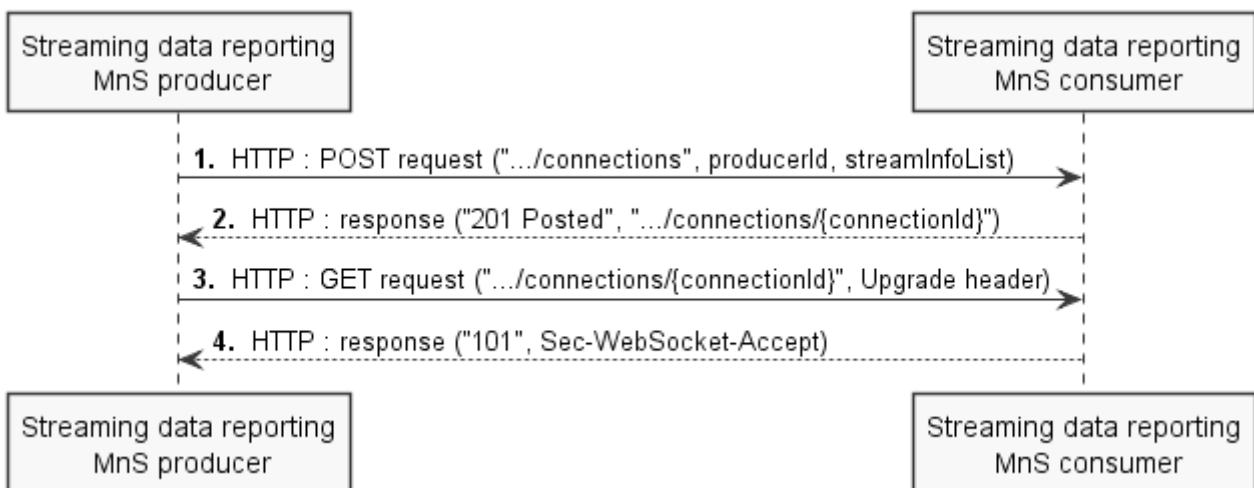 Streaming data reporting
MnS producer
Streaming data reporting
MnS consumer
1. HTTP : POST request (".../connections", producerId, streamInfoList)
2. HTTP : response ("201 Posted", ".../connections/{connectionId}")
3. HTTP : GET request (".../connections/{connectionId}", Upgrade header)
4. HTTP : response ("101", Sec-WebSocket-Accept)
Streaming data reporting
MnS producer
Streaming data reporting
MnS consumer